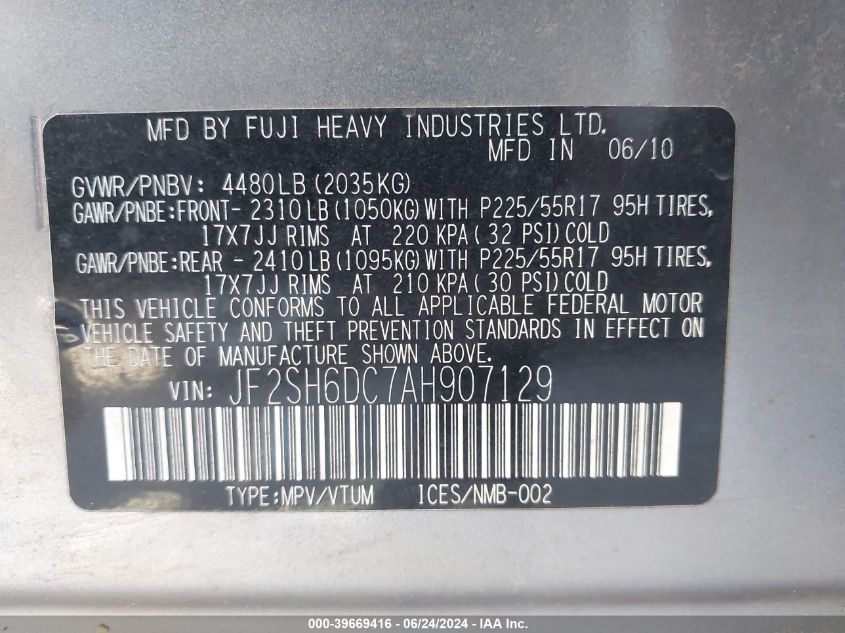 MFD BY FUJI HEAVY INDUSTRIES LTD.
MFD IN 06/10
GVWR/PNBV: 4480LB (2035KG)
GAWR/PNBE:FRONT- 2310LB (1050KG) WITH P225/55R17 95H TIRES,
17X7JJ RIMS AT 220 KPA ( 32 PSI) COLD
GAWR/PNBE:REAR - 2410LB (1095KG) WITH P225/55R17 95H TIRES,
17X7JJ RIMS AT 210 KPA ( 30 PSI) COLD
THIS VEHICLE CONFORMS TO ALL APPLICABLE FEDERAL MOTOR
VEHICLE SAFETY AND THEFT PREVENTION STANDARDS IN EFFECT ON
THE DATE OF MANUFACTURE SHOWN ABOVE.
VIN: JF2SH6DC7AH907129
TYPE:MPV/VTUM ICES/NMB-002
000-39669416 - 06/24/2024 - IAA Inc.